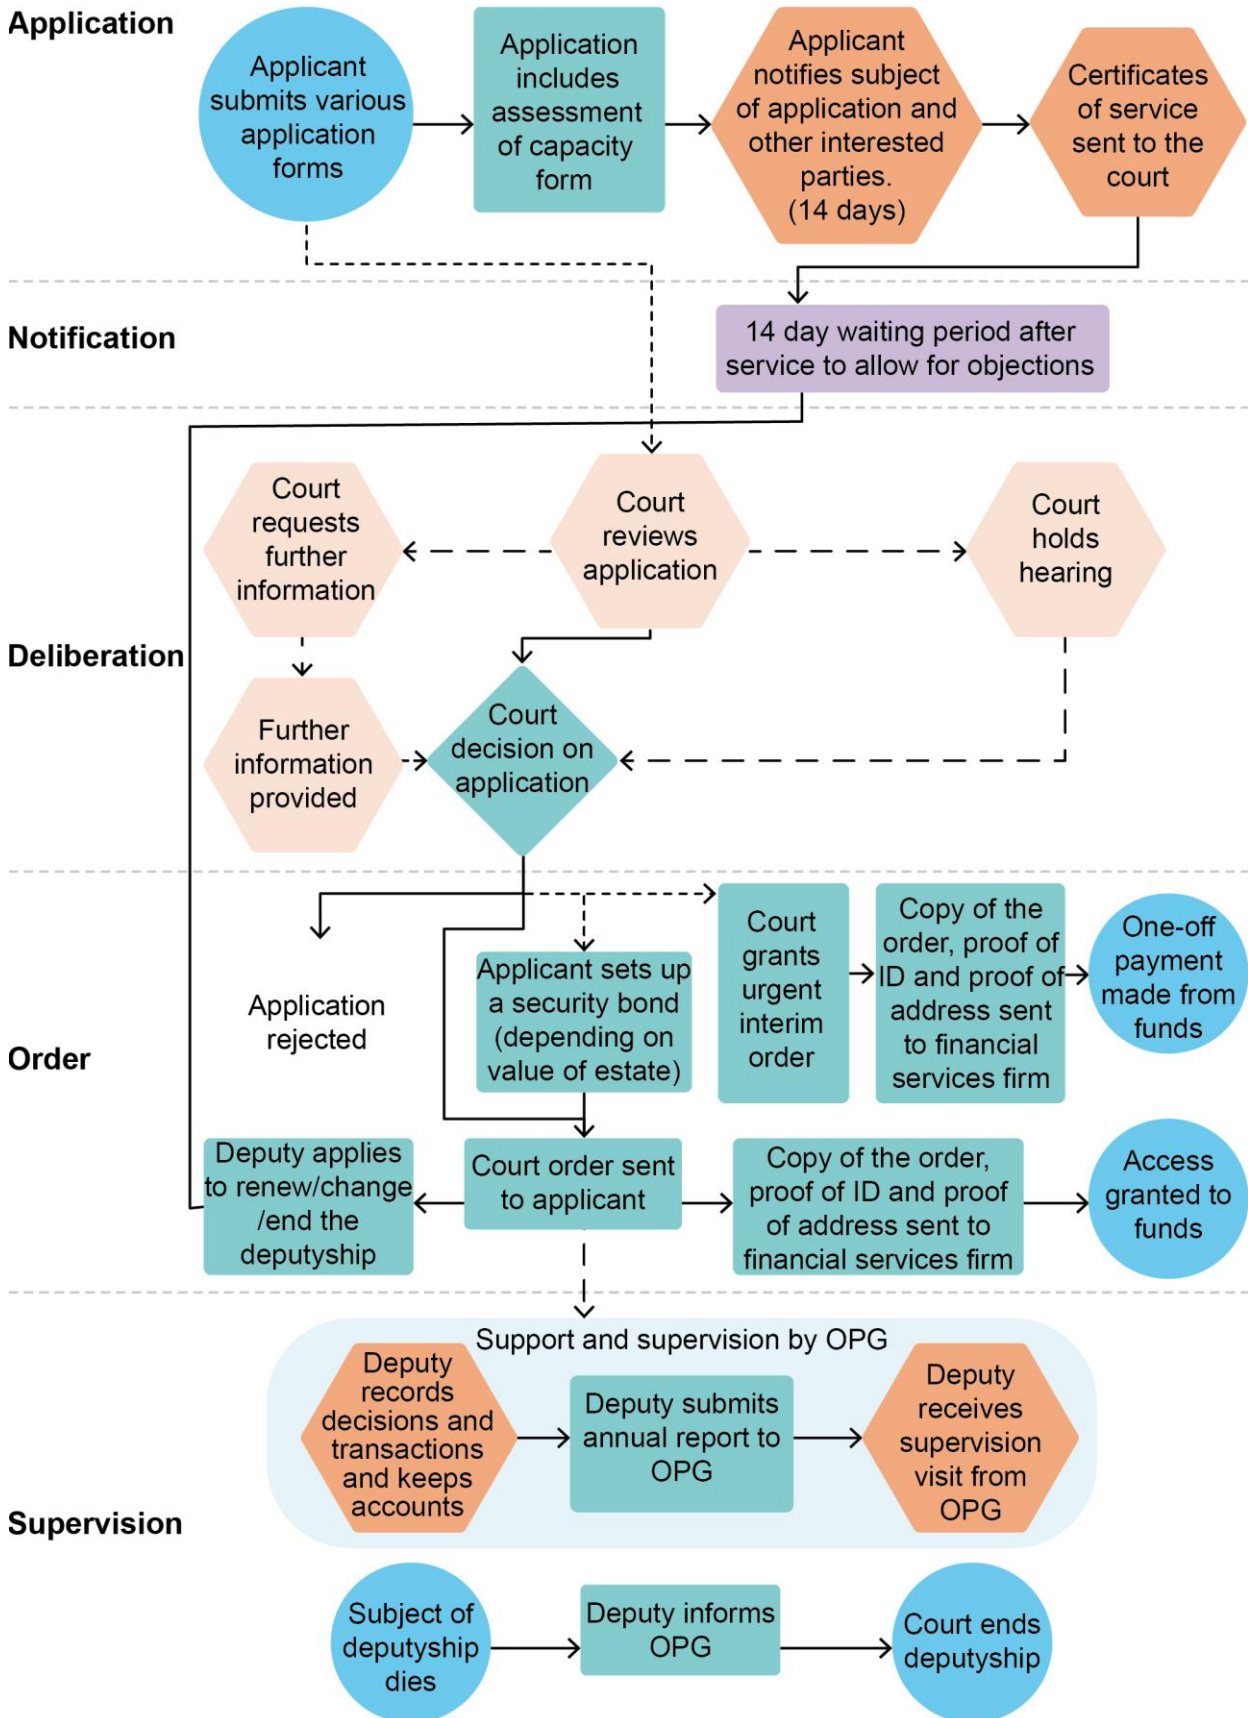 Application
Applicant
submits various
application
forms
Application
includes
assessment
of capacity
form
Applicant
notifies subject
of application and
other interested
parties.
(14 days)
Certificates
of service
sent to the
court
Notification
14 day waiting period after
service to allow for objections
Deliberation
Court
requests
further
information
Court
reviews
application
Court
holds
hearing
Further
information
provided
Court
decision on
application
Order
Application
rejected
Applicant sets up
a security bond
(depending on
value of estate)
Court
grants
urgent
interim
order
Copy of the
order, proof of
ID and proof of
address sent
to financial
services firm
One-off
payment
made from
funds
Deputy applies
to renew/change
/end the
deputyship
Court order sent
to applicant
Copy of the order,
proof of ID and proof
of address sent to
financial services firm
Access
granted to
funds
Supervision
Support and supervision by OPG
Deputy
records
decisions and
transactions
and keeps
accounts
Deputy submits
annual report to
OPG
Deputy
receives
supervision
visit from
OPG
Subject of
deputyship
dies
Deputy informs
OPG
Court ends
deputyship